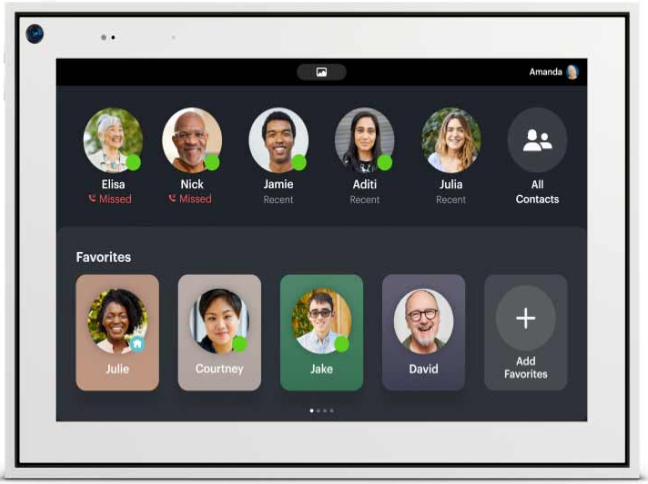 Amanda
Elisa
Missed
Nick
Missed
Jamie
Recent
Aditi
Recent
Julia
Recent
All
Contacts
Favorites
Julie
Courtney
Jake
David
Add
Favorites